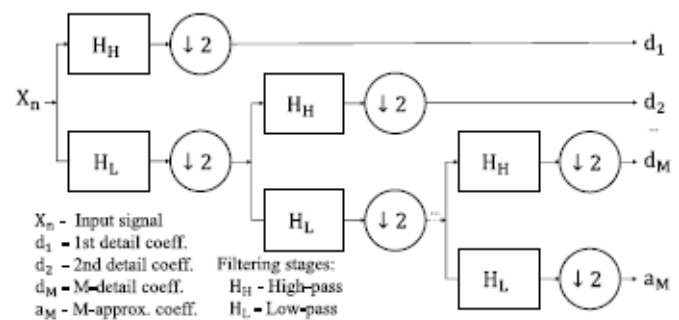 H_H ↓ 2 d_1
X_n H_H ↓ 2 d_2
...
H_L ↓ 2 H_H ↓ 2 d_M
H_L ↓ 2 ...
X_n - Input signal
d_1 - 1st detail coeff.
d_2 - 2nd detail coeff.
d_M - M-detail coeff.
a_M - M-approx. coeff.
Filtering stages:
H_H - High-pass
H_L - Low-pass
H_L ↓ 2 a_M